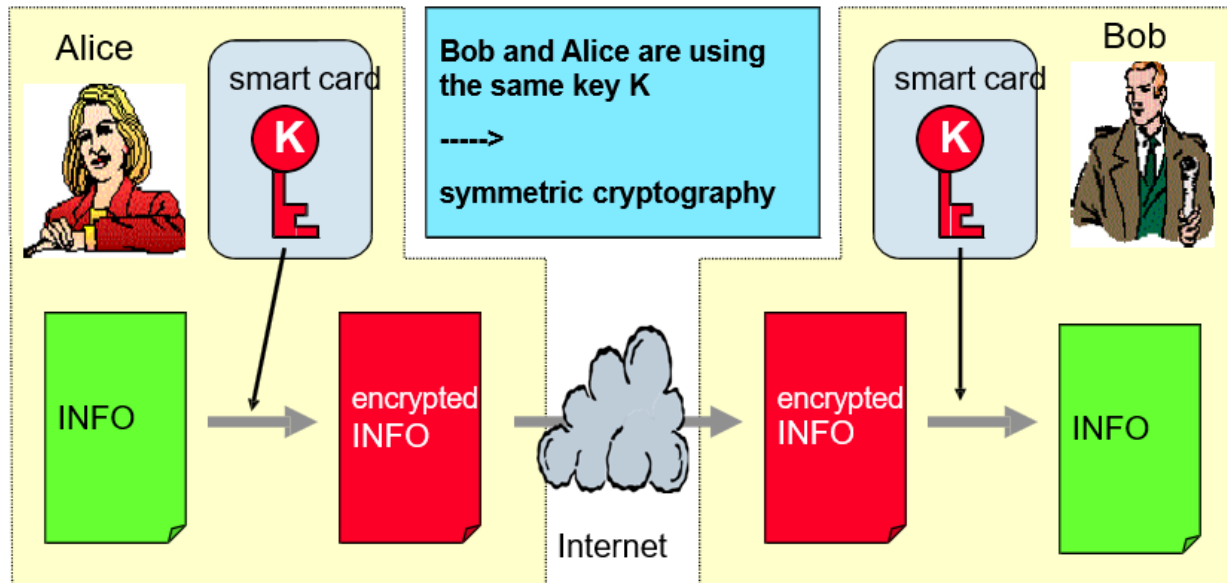 Alice
smart card
K
Bob and Alice are using
the same key K
----->
symmetric cryptography
Bob
smart card
K
INFO
encrypted
INFO
Internet
encrypted
INFO
INFO